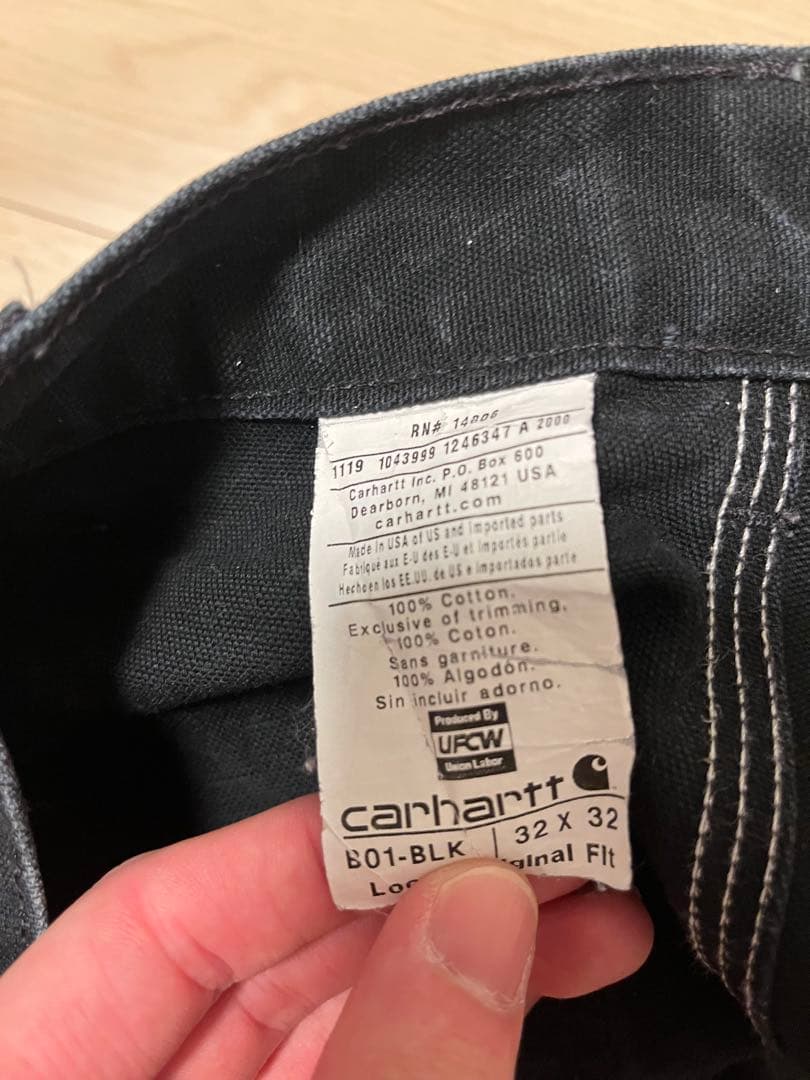 RN# 14806
1119 1043999 1246347 A 2000
Carhartt Inc. P.O. Box 600
Dearborn, MI 48121 USA
carhartt.com
Made in USA of US and imported parts
Fabriqué aux E-U des E-U et importés partie
Hechoen los EE.UU. de US e importadas parte
100% Cotton.
Exclusive of trimming.
100% Coton.
Sans garniture.
100% Algodón.
Sin incluir adorno.
Produced By
UFCW
Union Labor
carhartt
B01-BLK | 32 X 32
Fit